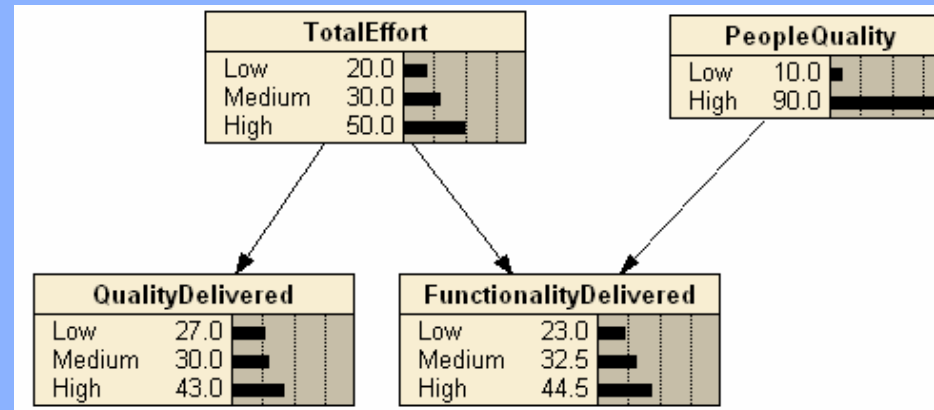 TotalEffort
Low 20.0
Medium 30.0
High 50.0
PeopleQuality
Low 10.0
High 90.0
QualityDelivered
Low 27.0
Medium 30.0
High 43.0
FunctionalityDelivered
Low 23.0
Medium 32.5
High 44.5